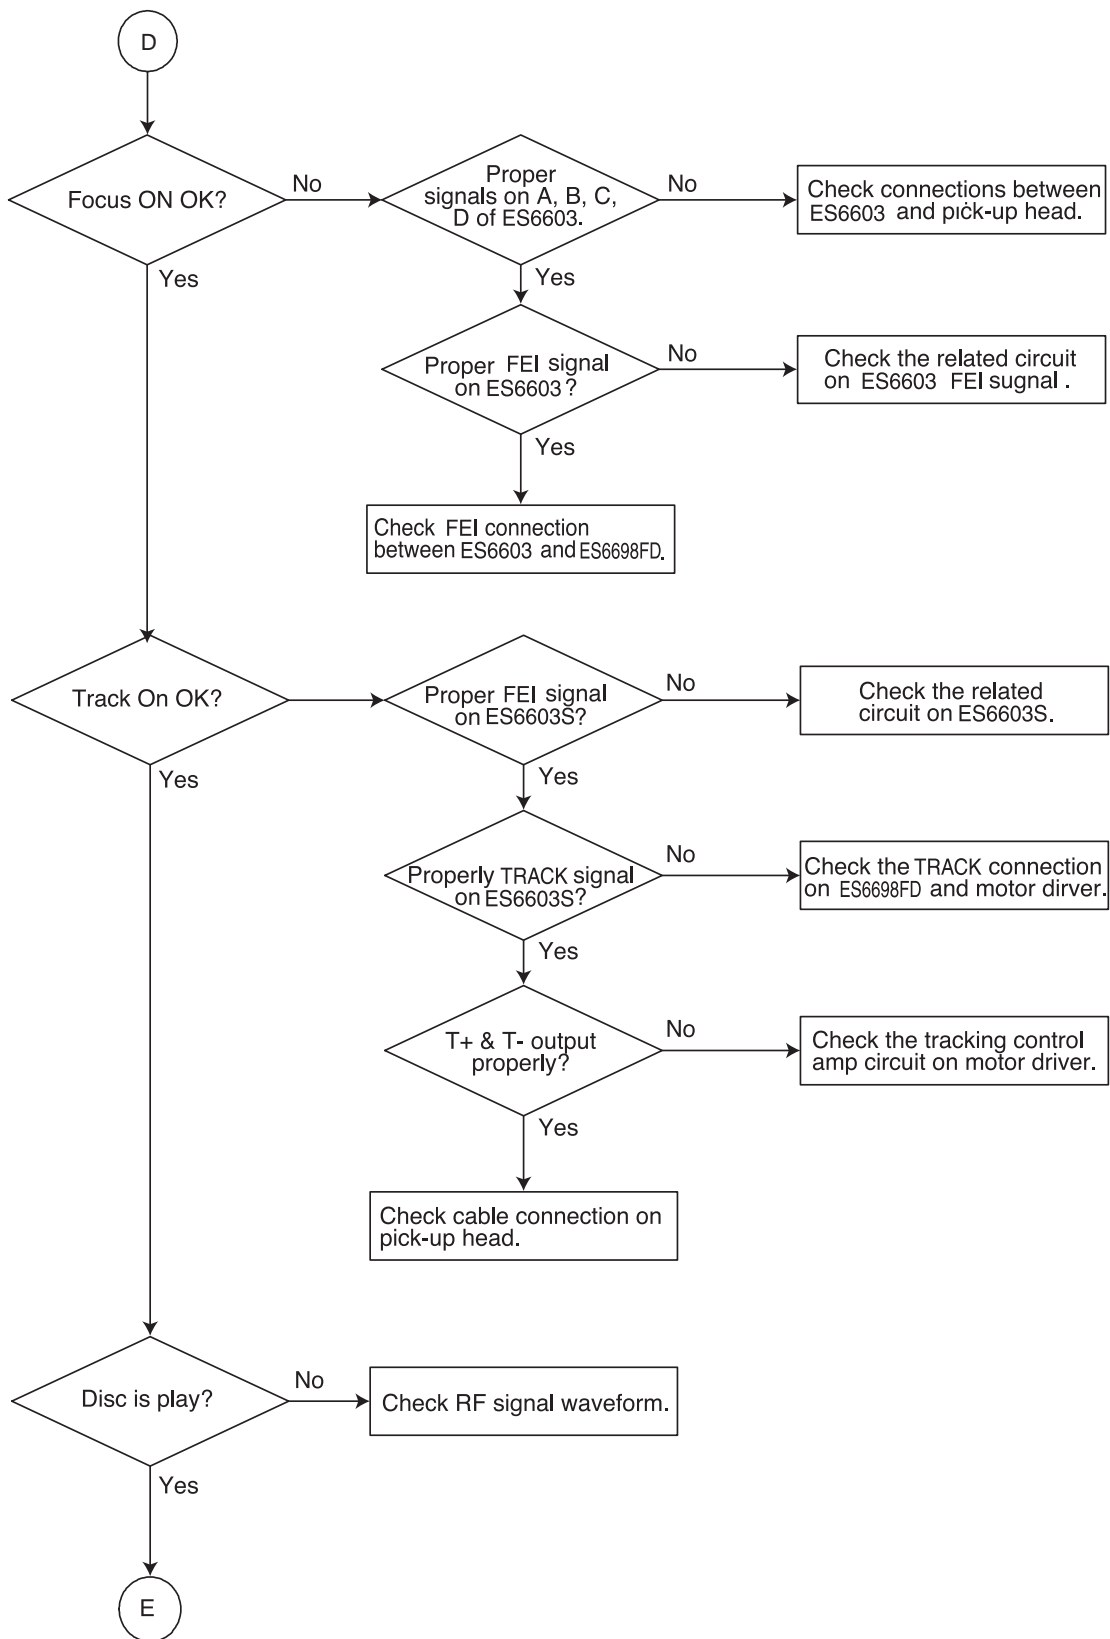 D
Focus ON OK?
No
Proper
signals on A, B, C,
D of ES6603.
No
Check connections between
ES6603 and pick-up head.
Yes
Yes
Proper FEI signal
on ES6603 ?
No
Check the related circuit
on ES6603 FEI sugnal .
Yes
Check FEI connection
between ES6603 and ES6698FD.
Track On OK?
Proper FEI signal
on ES6603S?
No
Check the related
circuit on ES6603S.
Yes
Yes
Properly TRACK signal
on ES6603S?
No
Check the TRACK connection
on ES6698FD and motor dirver.
Yes
T+ & T- output
properly?
No
Check the tracking control
amp circuit on motor driver.
Yes
Check cable connection on
pick-up head.
Disc is play?
No
Check RF signal waveform.
Yes
E